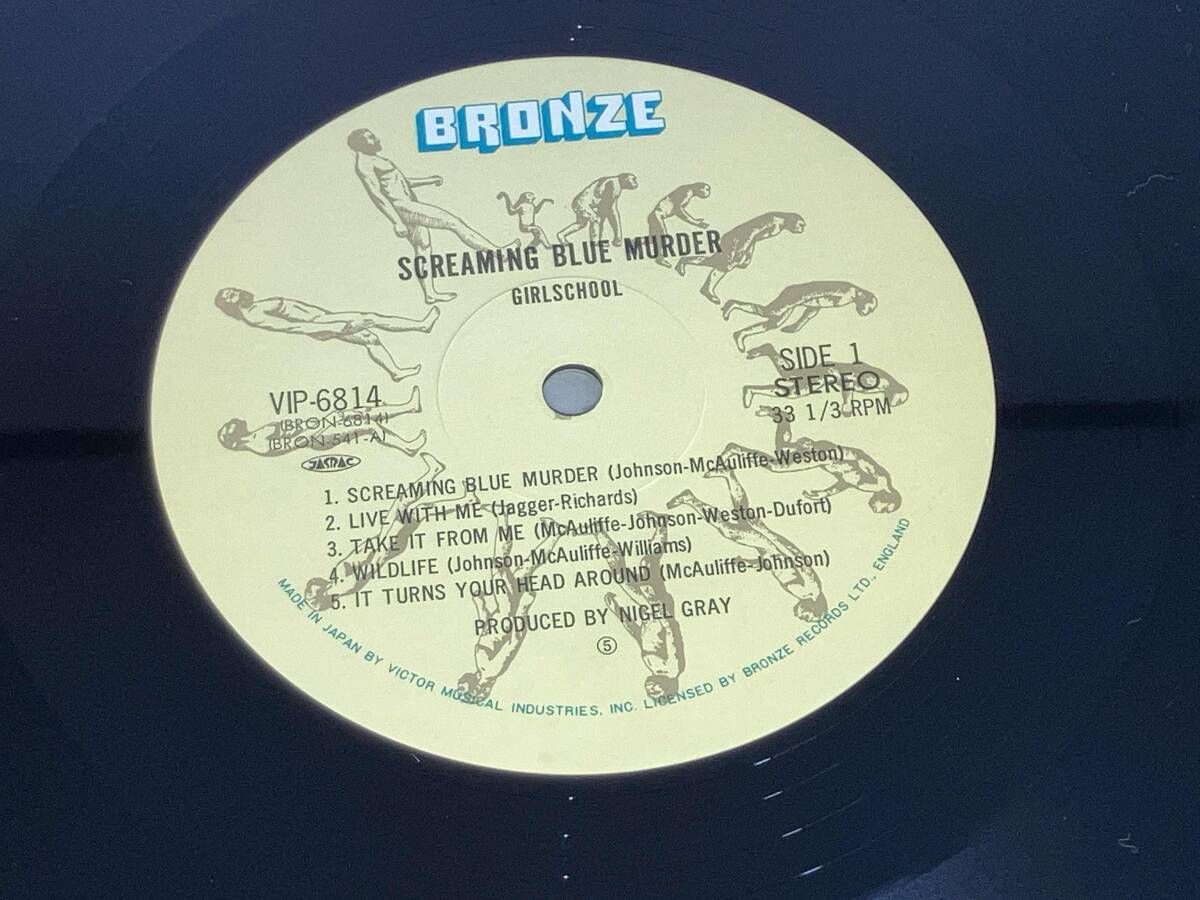 BRONZE
SCREAMING BLUE MURDER
GIRLSCHOOL
VIP-6814
(BRON-6814)
(BRON-541-A)
JASRAC
SIDE 1
STEREO
33 1/3 RPM
1. SCREAMING BLUE MURDER (Johnson-McAuliffe-Weston)
2. LIVE WITH ME (Jagger-Richards)
3. TAKE IT FROM ME (McAuliffe-Johnson-Weston-Dufort)
4. WILDLIFE (Johnson-McAuliffe-Williams)
5. IT TURNS YOUR HEAD AROUND (McAuliffe-Johnson)
PRODUCED BY NIGEL GRAY
⑤
MADE IN JAPAN BY VICTOR MUSICAL INDUSTRIES, INC. LICENSED BY BRONZE RECORDS LTD., ENGLAND